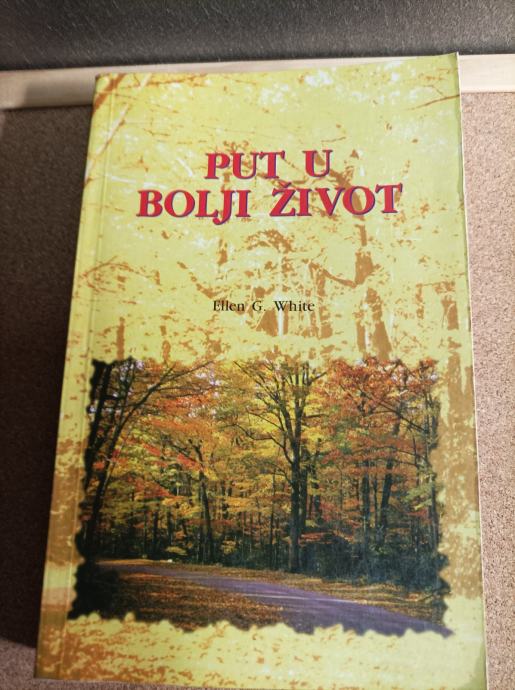 PUT U
BOLJI ŽIVOT
Ellen G. White